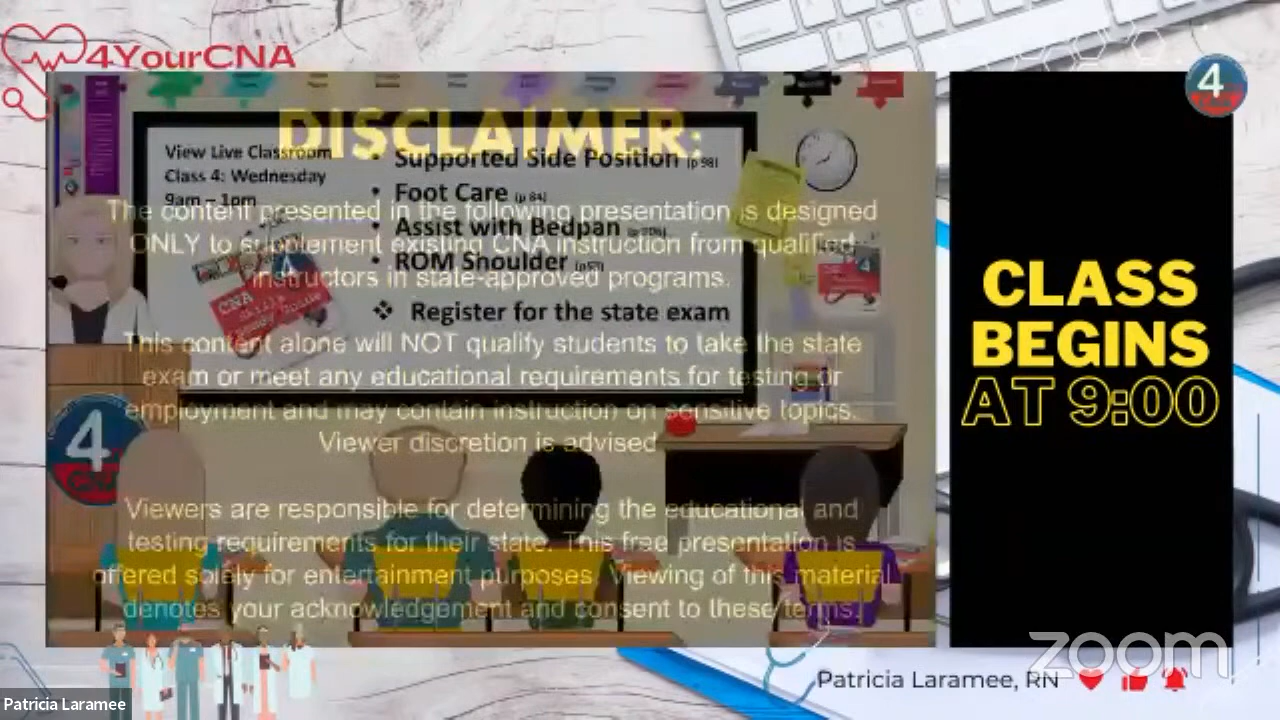 4YourCNA
DISCLAIMER:
View Live Classroom
Class 4: Wednesday
9am – 1pm
• Supported Side Position (p 98)
• Foot Care (p 84)
• Assist with Bedpan
• ROM Shoulder
❖ Register for the state exam
The content presented in the following presentation is designed
ONLY to supplement existing CNA instruction from qualified
instructors in state-approved programs.
This content alone will NOT qualify students to take the state
exam or meet any educational requirements for testing or
employment and may contain instruction on sensitive topics.
Viewer discretion is advised
Viewers are responsible for determining the educational and
testing requirements for their state. This free presentation is
offered solely for entertainment purposes. Viewing of this material
denotes your acknowledgement and consent to these terms.
CNA
4
4
CLASS
BEGINS
AT 9:00
zoom
Patricia Laramee, RN
Patricia Laramee